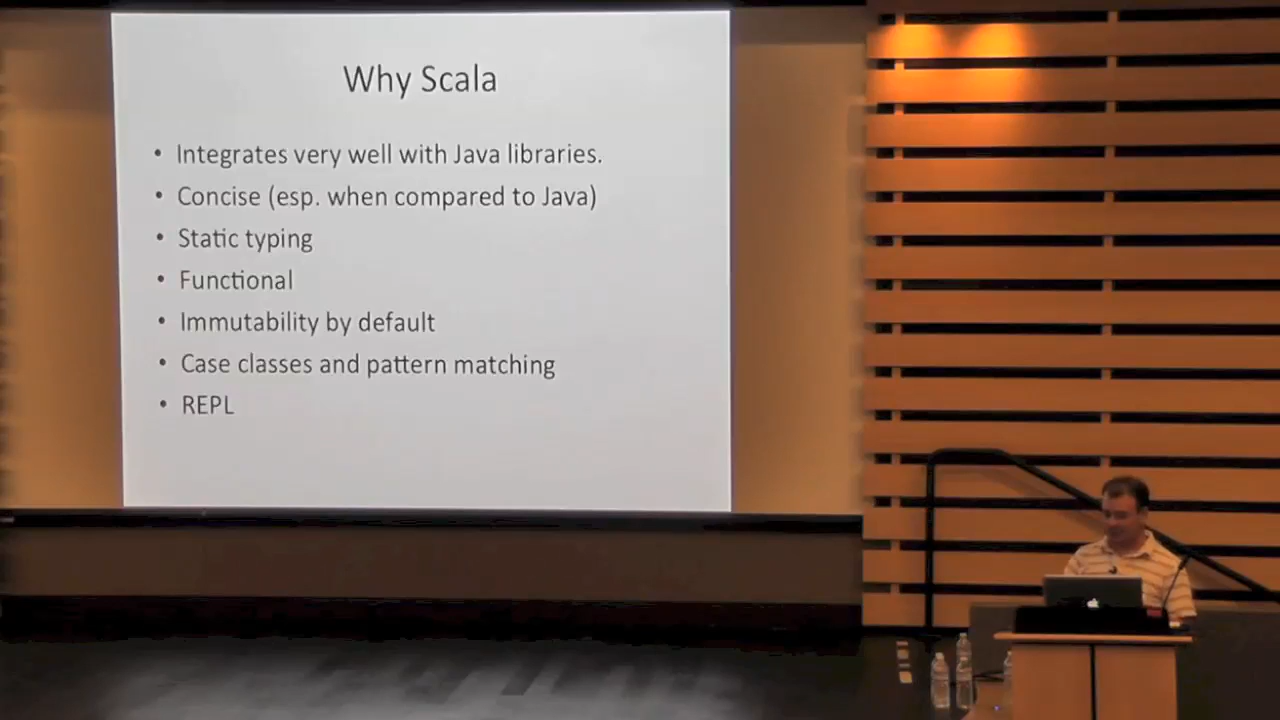 Why Scala
• Integrates very well with Java libraries.
• Concise (esp. when compared to Java)
• Static typing
• Functional
• Immutability by default
• Case classes and pattern matching
• REPL